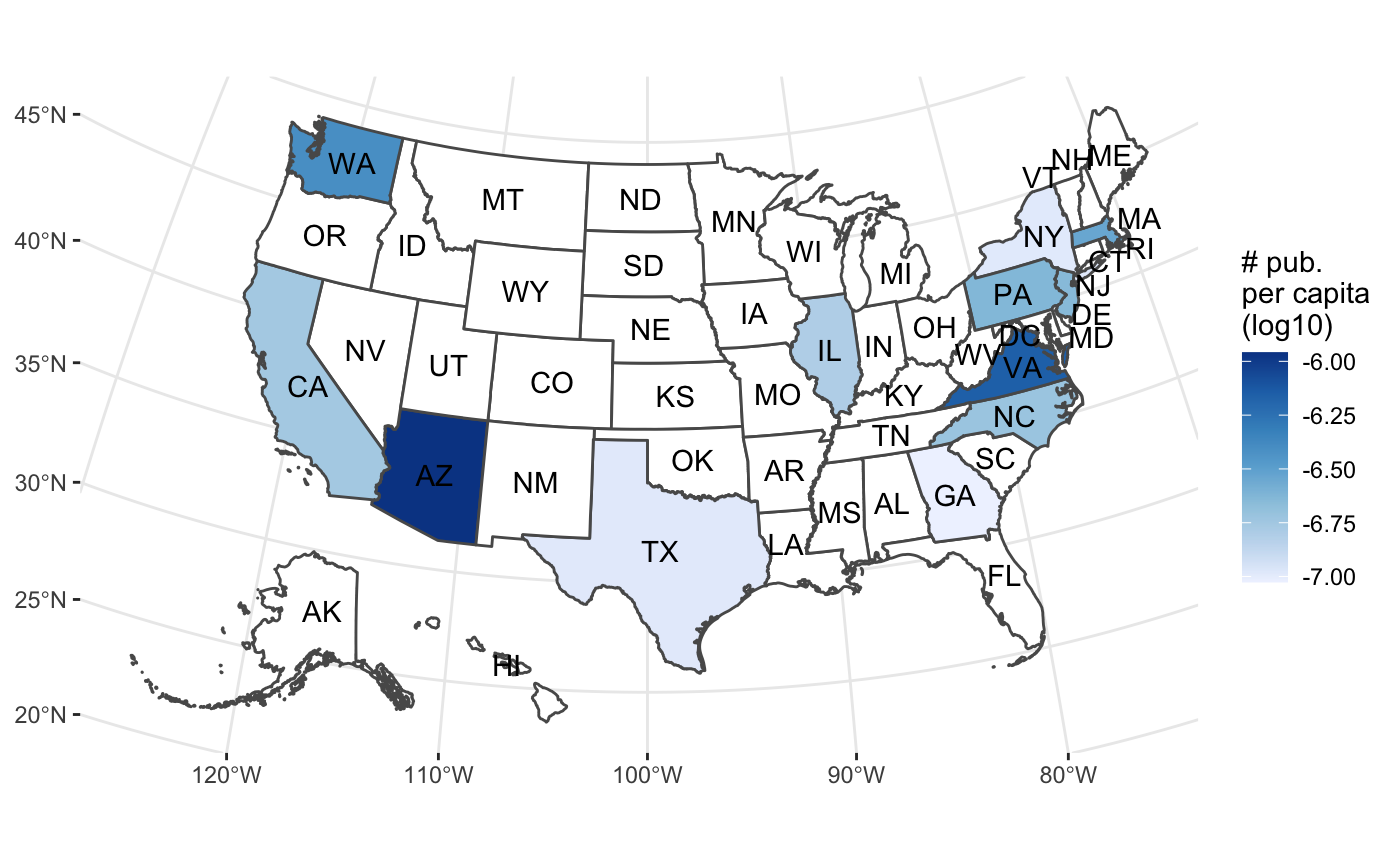 45°N
40°N
35°N
30°N
25°N
20°N
120°W
110°W
100°W
90°W
80°W
WA
MT
ND
MN
VT
NH
ME
OR
ID
SD
WI
MI
NY
MA
RI
CT
WY
IA
PA
NJ
NE
NV
UT
CO
IL
IN
OH
DE
DC
MD
WV
VA
CA
KS
MO
KY
NC
TN
AZ
NM
OK
AR
SC
MS
AL
GA
TX
LA
FL
AK
HI
# pub.
per capita
(log10)
-6.00
-6.25
-6.50
-6.75
-7.00